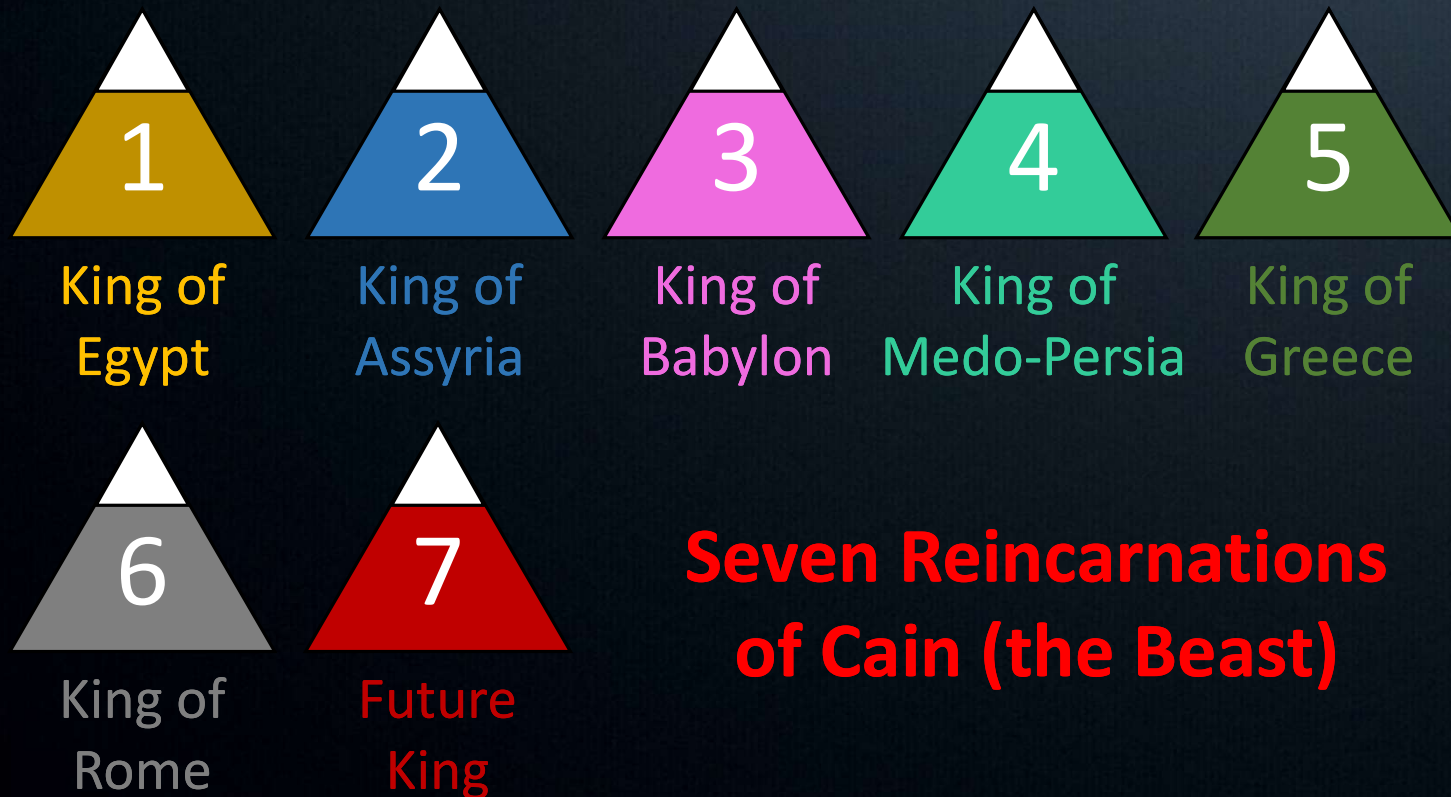 1
2
3
4
5
King of
Egypt
King of
Assyria
King of
Babylon
King of
Medo-Persia
King of
Greece
6
7
King of
Rome
Future
King
Seven Reincarnations
of Cain (the Beast)